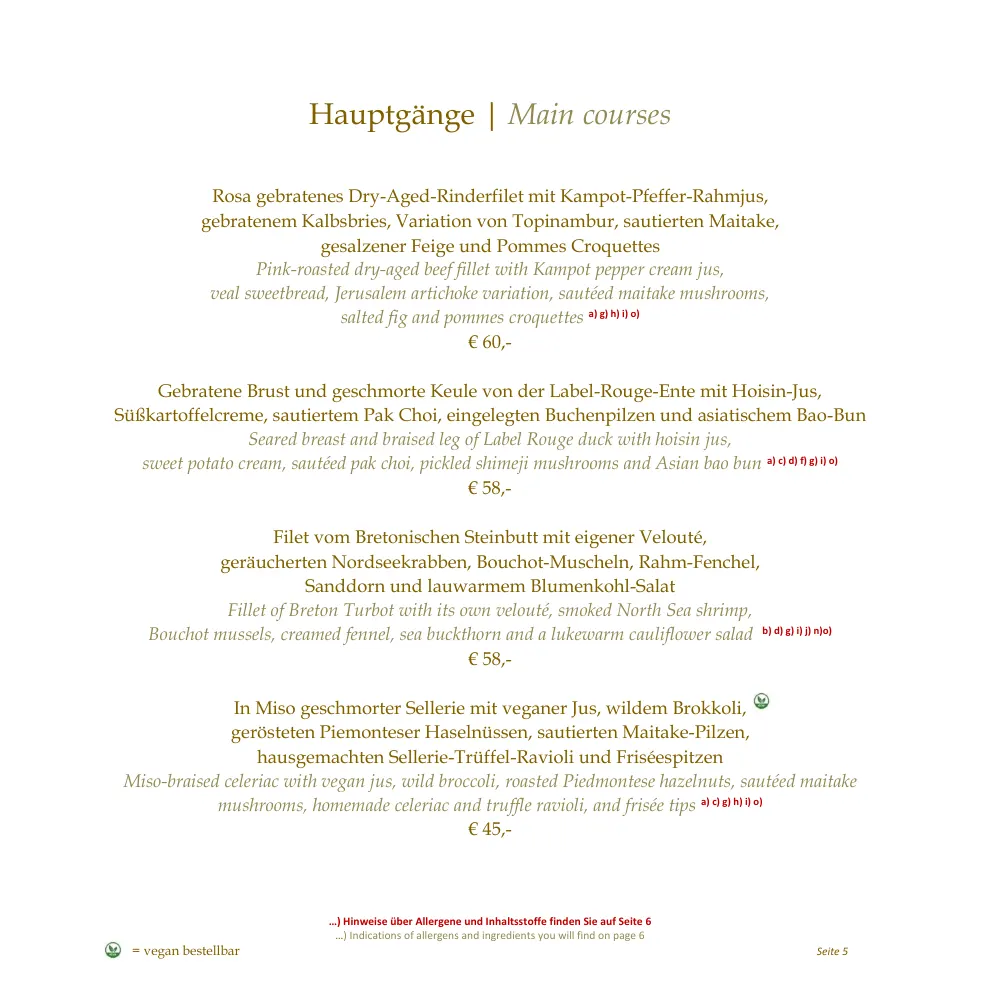 Hauptgänge | Main courses
Rosa gebratenes Dry-Aged-Rinderfilet mit Kampot-Pfeffer-Rahmjus,
gebratenem Kalbsbries, Variation von Topinambur, sautierten Maitake,
gesalzener Feige und Pommes Croquettes
Pink-roasted dry-aged beef fillet with Kampot pepper cream jus,
veal sweetbread, Jerusalem artichoke variation, sautéed maitake mushrooms,
salted fig and pommes croquettes a) g) h) i) o)
€ 60,-
Gebratene Brust und geschmorte Keule von der Label-Rouge-Ente mit Hoisin-Jus,
Süßkartoffelcreme, sautiertem Pak Choi, eingelegten Buchenpilzen und asiatischem Bao-Bun
Seared breast and braised leg of Label Rouge duck with hoisin jus,
sweet potato cream, sautéed pak choi, pickled shimeji mushrooms and Asian bao bun a) c) d) f) g) i) o)
€ 58,-
Filet vom Bretonischen Steinbutt mit eigener Velouté,
geräucherten Nordseekrabben, Bouchot-Muscheln, Rahm-Fenchel,
Sanddorn und lauwarmem Blumenkohl-Salat
Fillet of Breton Turbot with its own velouté, smoked North Sea shrimp,
Bouchot mussels, creamed fennel, sea buckthorn and a lukewarm cauliflower salad b) d) g) i) j) n)o)
€ 58,-
In Miso geschmorter Sellerie mit veganer Jus, wildem Brokkoli,
gerösteten Piemonteser Haselnüssen, sautierten Maitake-Pilzen,
hausgemachten Sellerie-Trüffel-Ravioli und Friséespitzen
Miso-braised celeriac with vegan jus, wild broccoli, roasted Piedmontese hazelnuts, sautéed maitake
mushrooms, homemade celeriac and truffle ravioli, and frisée tips a) c) g) h) i) o)
€ 45,-
...) Hinweise über Allergene und Inhaltsstoffe finden Sie auf Seite 6
...) Indications of allergens and ingredients you will find on page 6
= vegan bestellbar
Seite 5